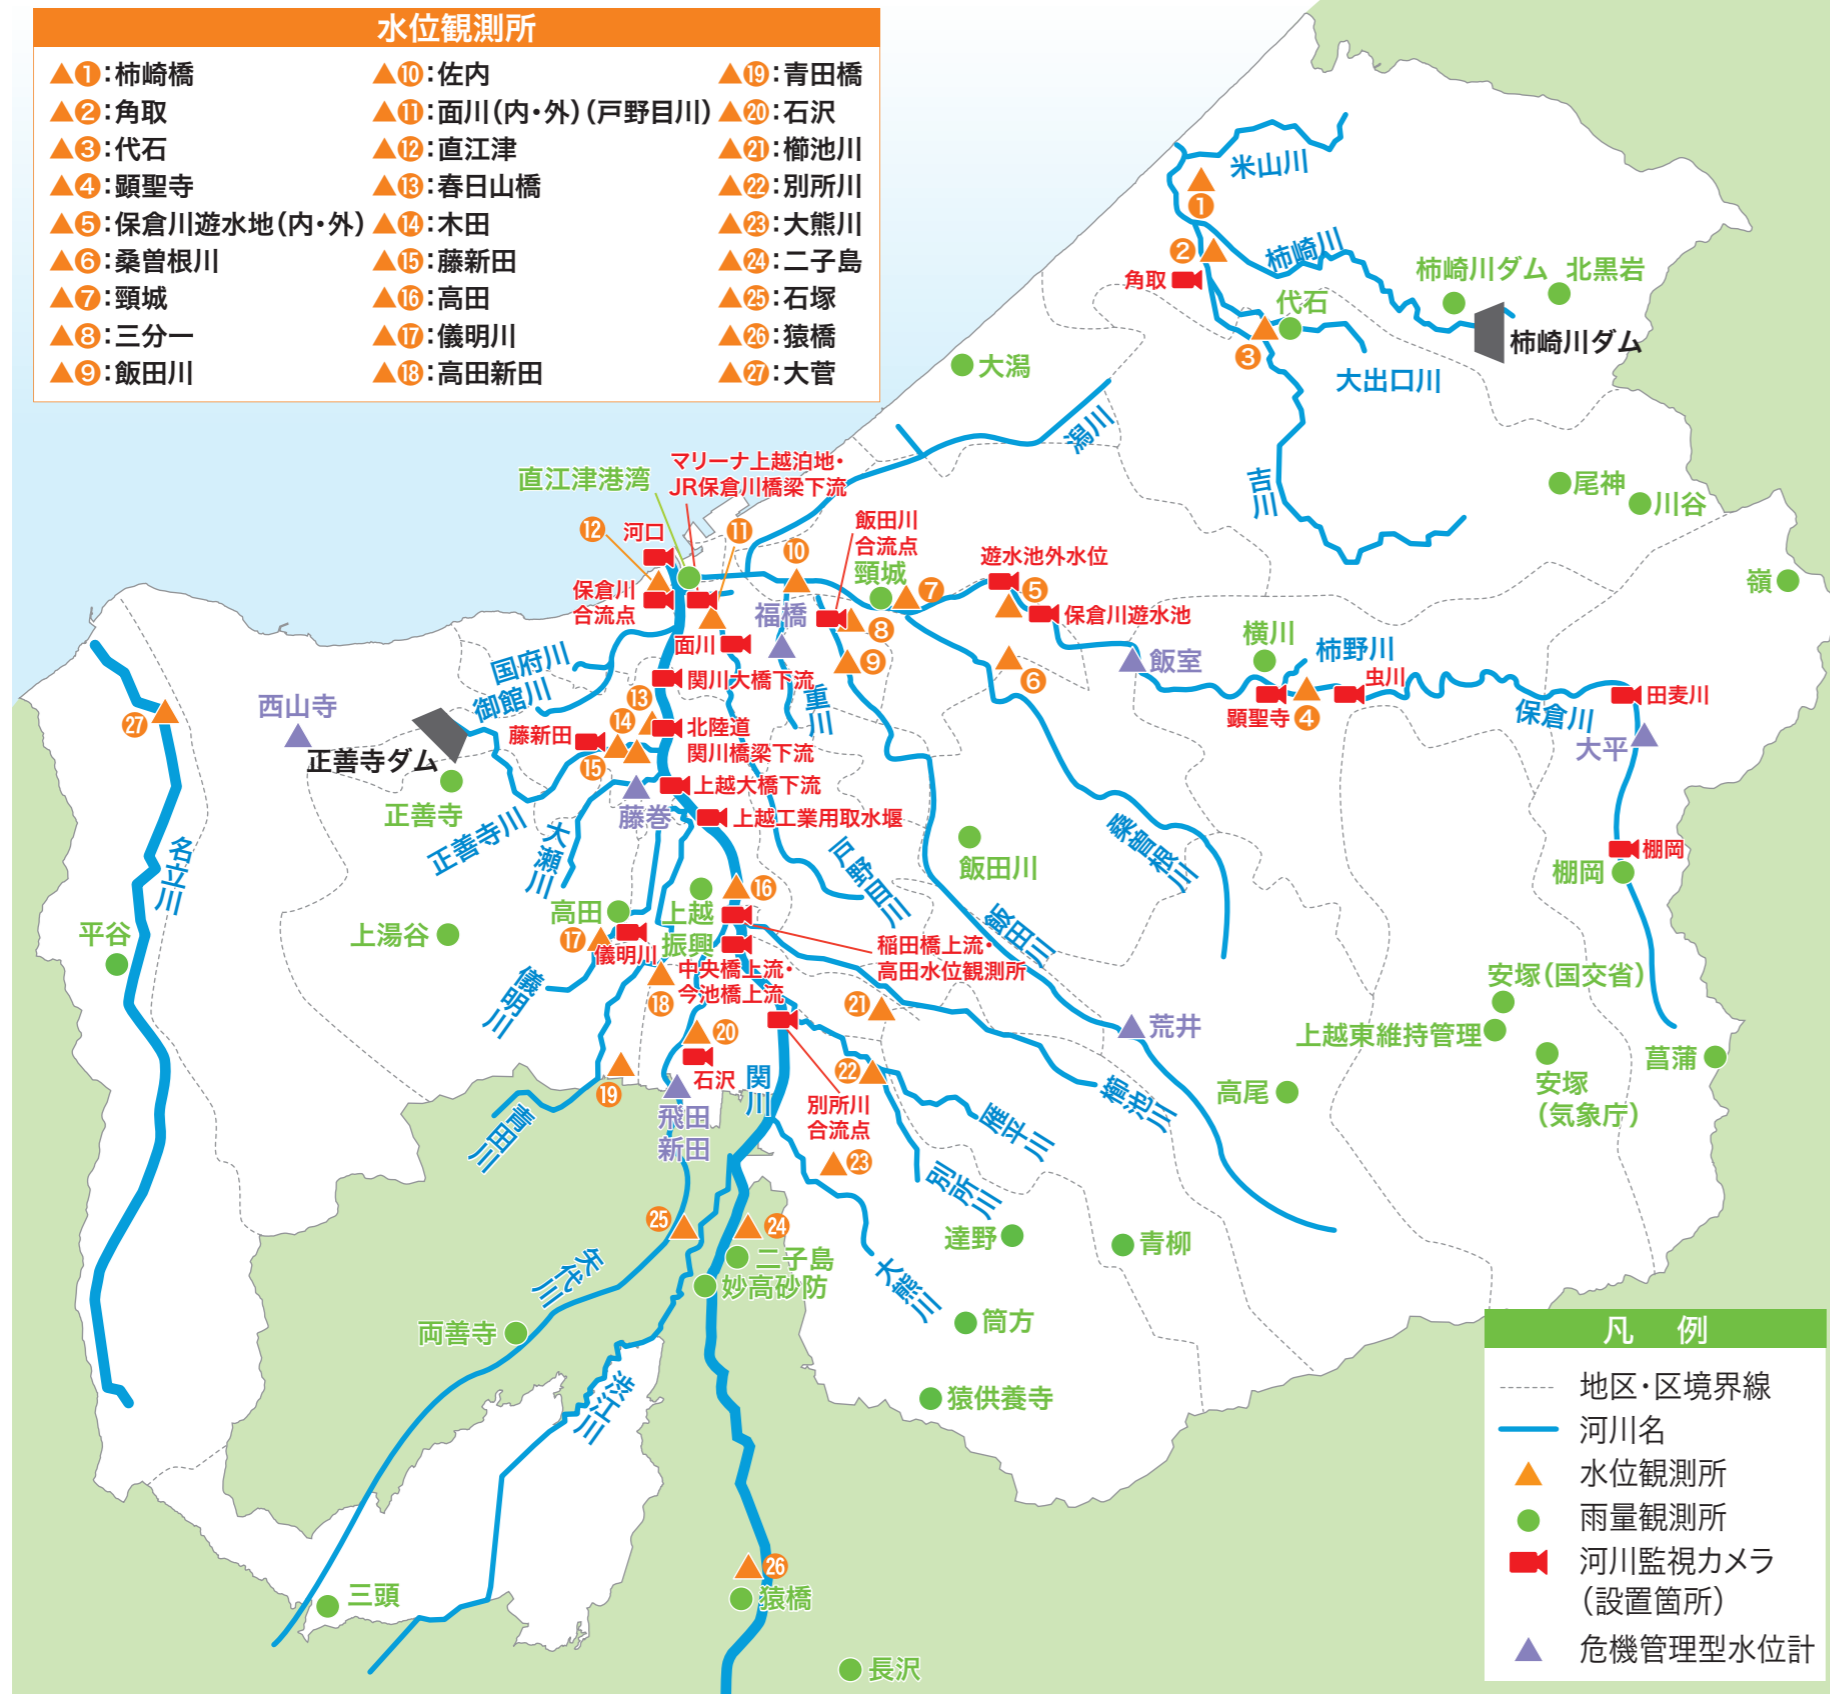 水位観測所
▲❶：柿崎橋
▲❷：角取
▲❸：代石
▲❹：顕聖寺
▲❺：保倉川遊水地（内・外）
▲❻：桑曽根川
▲❼：頸城
▲❽：三分一
▲❾：飯田川
▲❿：佐内
▲⓫：面川（内・外）（戸野目川）
▲⓬：直江津
▲⓭：春日山橋
▲⓮：木田
▲⓯：藤新田
▲⓰：高田
▲⓱：儀明川
▲⓲：高田新田
▲⓳：青田橋
▲⓴：石沢
▲㉑：櫛池川
▲㉒：別所川
▲㉓：大熊川
▲㉔：二子島
▲㉕：石塚
▲㉖：猿橋
▲㉗：大菅
米山川
❶
❷
柿崎川
角取
柿崎川ダム
北黒岩
代石
❸
柿崎川ダム
大潟
大出口川
潟川
吉川
尾神
川谷
嶺
直江津港湾
マリーナ上越泊地・
JR保倉川橋梁下流
⓬
河口
⓫
❿
飯田川
合流点
遊水池外水位
頸城
❼
❺
保倉川
合流点
福橋
❽
保倉川遊水池
面川
❾
❻
飯室
横川
柿野川
虫川
顕聖寺
❹
保倉川
田麦川
大平
国府川
御館川
関川大橋下流
重川
西山寺
㉗
⓭
⓮
藤新田
⓯
北陸道
関川橋梁下流
正善寺ダム
正善寺
上越大橋下流
藤巻
上越工業用取水堰
正善寺川
大瀬川
名立川
戸野目川
飯田川
桑曽根川
棚岡
棚岡
⓰
高田
上越
振興
⓱
儀明川
上湯谷
平谷
飯田川
稲田橋上流・
高田水位観測所
中央橋上流・
今池橋上流
⓲
儀明川
㉑
⓴
石沢
荒井
安塚（国交省）
上越東維持管理
安塚
（気象庁）
菖蒲
高尾
⓳
青田川
関川
㉒
飛田
新田
別所川
合流点
櫛池川
雁平川
別所川
㉓
㉕
㉔
二子島
妙高砂防
達野
青柳
矢代川
大熊川
両善寺
筒方
渋江川
猿供養寺
㉖
猿橋
三頭
長沢
凡 例
地区・区境界線
河川名
水位観測所
雨量観測所
河川監視カメラ
（設置箇所）
危機管理型水位計